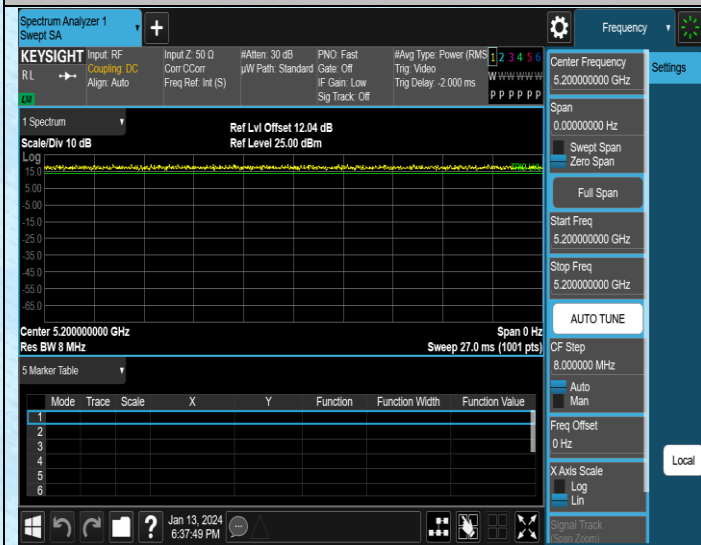 Spectrum Analyzer 1
Swept SA
Frequency
KEYSIGHT
RL
LXI
Input: RF
Coupling: DC
Align: Auto
Input Z: 50 Ω
Corr CCorr
Freq Ref: Int (S)
#Atten: 30 dB
µW Path: Standard
PNO: Fast
Gate: Off
IF Gain: Low
Sig Track: Off
#Avg Type: Power (RMS
Trig: Video
Trig Delay: -2.000 ms
1 2 3 4 5 6
W W W W W W
P P P P P P
1 Spectrum
Scale/Div 10 dB
Ref Lvl Offset 12.04 dB
Ref Level 25.00 dBm
Log
15.0
5.00
-5.00
-15.0
-25.0
-35.0
-45.0
-55.0
-65.0
Center 5.200000000 GHz
Res BW 8 MHz
Span 0 Hz
Sweep 27.0 ms (1001 pts)
5 Marker Table
Mode Trace Scale X Y Function Function Width Function Value
1
2
3
4
5
6
Jan 13, 2024
6:37:49 PM
Center Frequency
5.200000000 GHz
Span
0.00000000 Hz
Swept Span
Zero Span
Full Span
Start Freq
5.200000000 GHz
Stop Freq
5.200000000 GHz
AUTO TUNE
CF Step
8.000000 MHz
Auto
Man
Freq Offset
0 Hz
X Axis Scale
Log
Lin
Signal Track
(Span Zoom)
Settings
Local